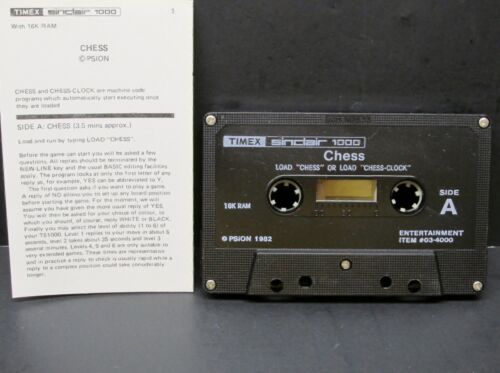 TIMEX sinclair 1000
With 16K RAM
CHESS
©PSION
CHESS and CHESS-CLOCK are machine code
programs which automatically start executing once
they are loaded
SIDE A: CHESS (3.5 mins approx.)
Load and run by typing LOAD "CHESS".
Before the game can start you will be asked a few
questions. All replies should be terminated by the
NEW-LINE key and the usual BASIC editing facilities
apply. The program looks at only the first letter of any
reply so, for example, YES can be abbreviated to Y.
The first question asks if you want to play a game.
A reply of NO allows you to set up any board position
before starting the game. For the moment, we will
assume you have given the more usual reply of YES.
You will then be asked for your choice of colour, to
which you should, of course, reply WHITE or BLACK.
Finally you may select the level of ability (1 to 6) of
your TS1000. Level 1 replies to your move in about 5
seconds, level 2 takes about 35 seconds and level 3
several minutes. Levels 4, 5 and 6 are only suitable to
very extended games. These times are representative
and in practice a reply to check is usually rapid while a
reply to a complex position could take considerably
longer.
TIMEX sinclair 1000
Chess
LOAD "CHESS" OR LOAD "CHESS-CLOCK"
16K RAM
SIDE
A
© PSION 1982
ENTERTAINMENT
ITEM #03-4000